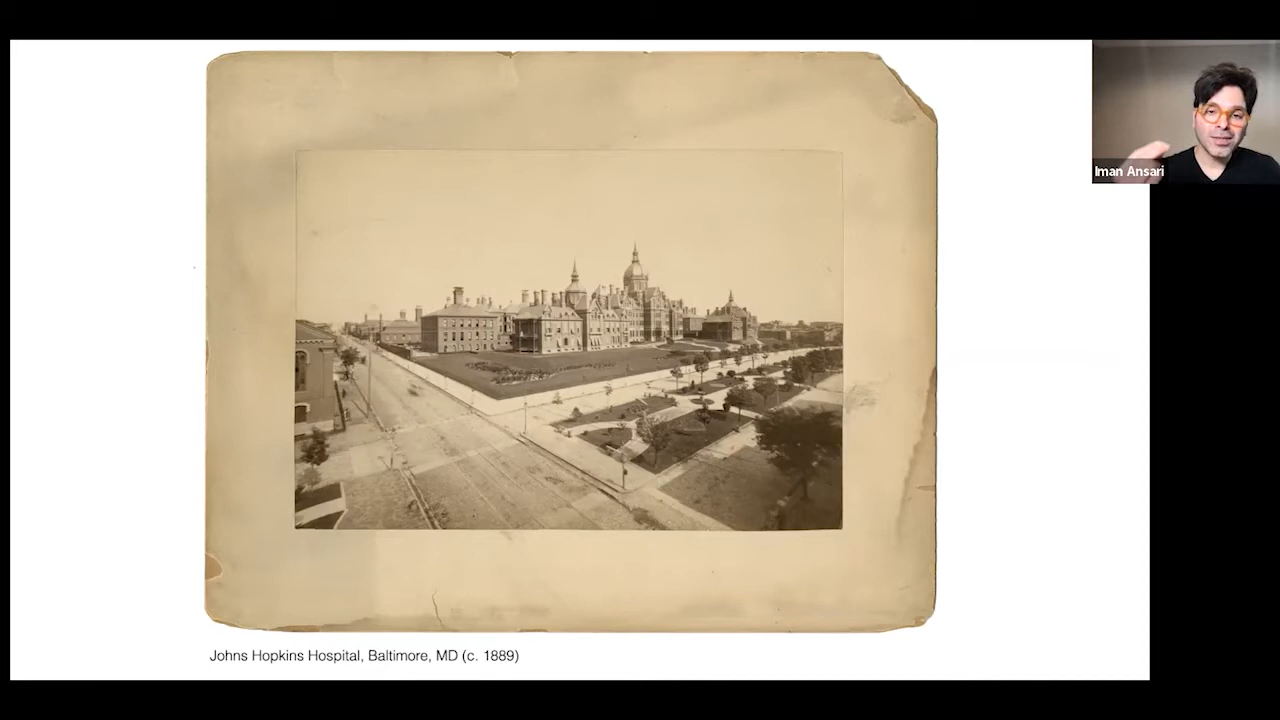 Iman Ansari
Johns Hopkins Hospital, Baltimore, MD (c. 1889)